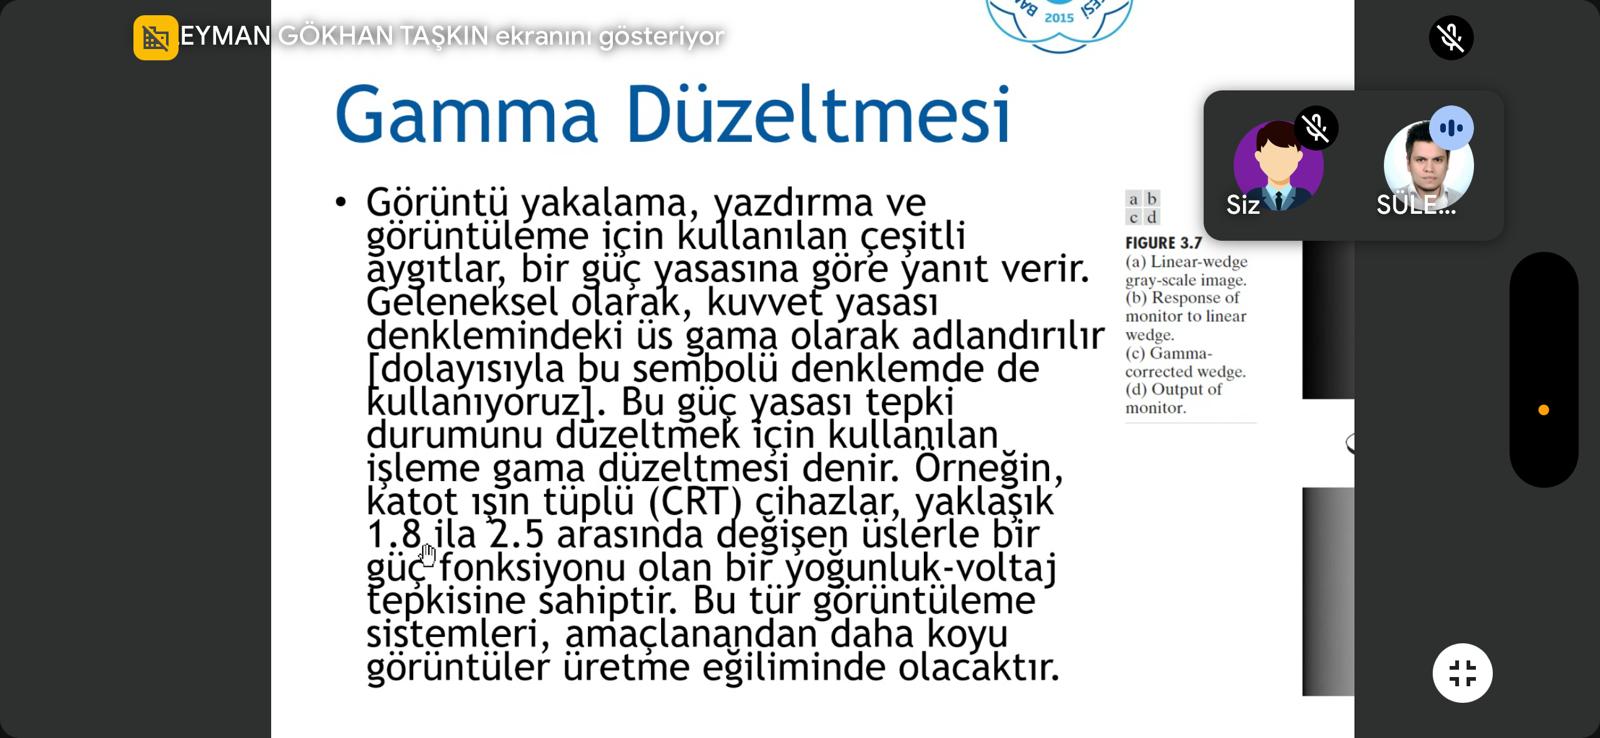 EYMAN GÖKHAN TAŞKIN ekranını gösteriyor
2015
Gamma Düzeltmesi
• Görüntü yakalama, yazdırma ve
görüntüleme için kullanılan çeşitli
aygıtlar, bir güç yasasına göre yanıt verir.
Geleneksel olarak, kuvvet yasası
denklemindeki üs gama olarak adlandırılır
[dolayısıyla bu sembolü denklemde de
kullanıyoruz]. Bu güç yasası tepki
durumunu düzeltmek için kullanılan
işleme gama düzeltmesi denir. Örneğin,
katot ışın tüplü (CRT) cihazlar, yaklaşık
1.8 ila 2.5 arasında değişen üslerle bir
güç fonksiyonu olan bir yoğunluk-voltaj
tepkisine sahiptir. Bu tür görüntüleme
sistemleri, amaçlanandan daha koyu
görüntüler üretme eğiliminde olacaktır.
a b
c d
FIGURE 3.7
(a) Linear-wedge
gray-scale image.
(b) Response of
monitor to linear
wedge.
(c) Gamma-
corrected wedge.
(d) Output of
monitor.
Siz
SÜLE...